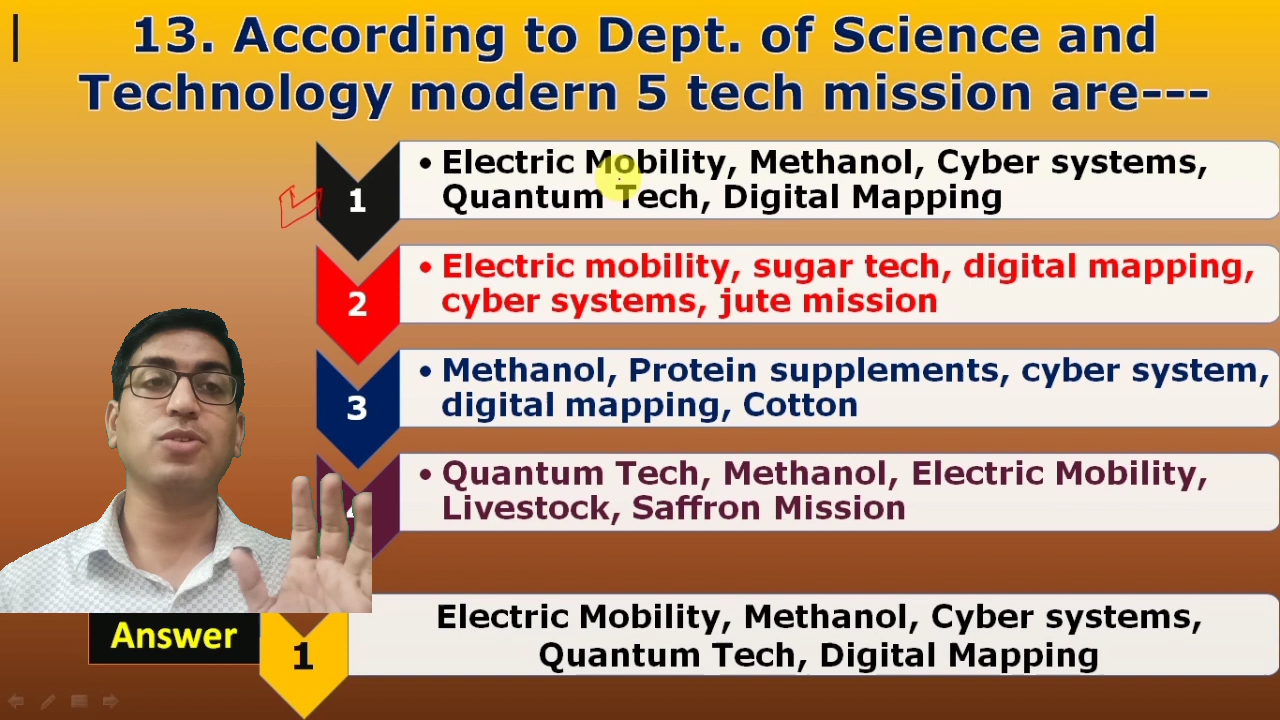 13. According to Dept. of Science and
Technology modern 5 tech mission are---
1
• Electric Mobility, Methanol, Cyber systems,
Quantum Tech, Digital Mapping
2
• Electric mobility, sugar tech, digital mapping,
cyber systems, jute mission
3
• Methanol, Protein supplements, cyber system,
digital mapping, Cotton
• Quantum Tech, Methanol, Electric Mobility,
Livestock, Saffron Mission
Answer
1
Electric Mobility, Methanol, Cyber systems,
Quantum Tech, Digital Mapping